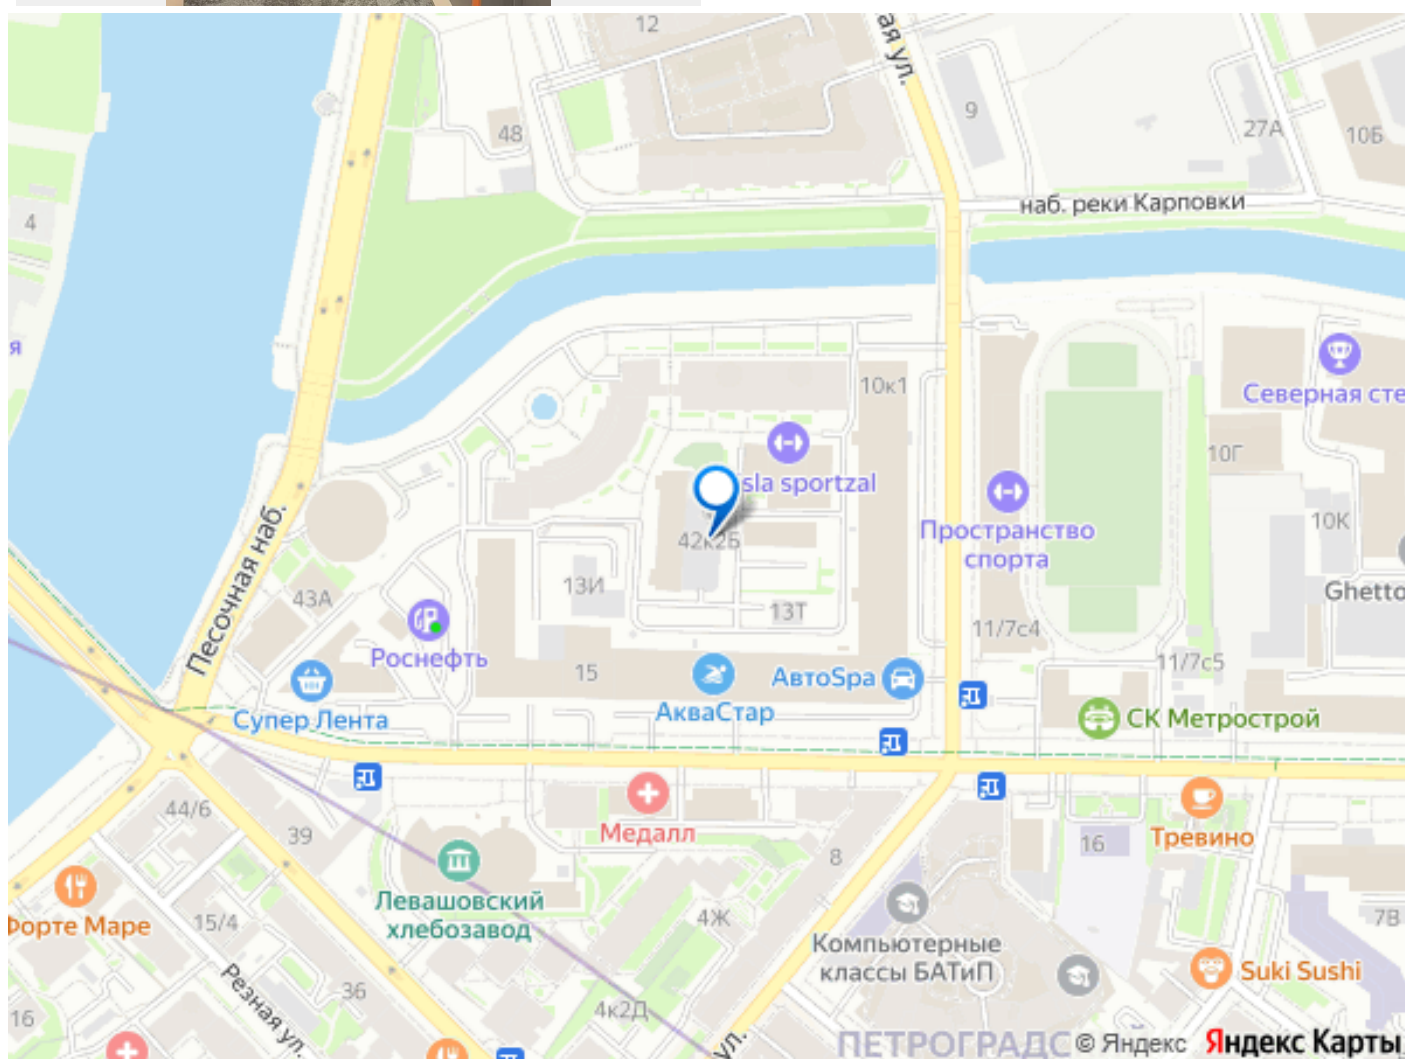 12
ая ул.
48
9
27А
10Б
наб. реки Карповки
4
я
10к1
Северная сте
10Г
isla sportzal
10К
Пространство
спорта
42к2Б
Песочная наб.
43А
13И
13Т
Ghetto
11/7с4
Роснефть
15
11/7с5
АвтоSpa
АкваСтар
Супер Лента
СК Метрострой
44/6
39
Медалл
Тревино
16
8
Левашовский
хлебозавод
15/4
4Ж
7В
Форте Маре
Компьютерные
классы БАТиП
Suki Sushi
Резная ул.
36
4к2Д
16
ул.
ПЕТРОГРАДС
Й
© Яндекс
Яндекс Карты